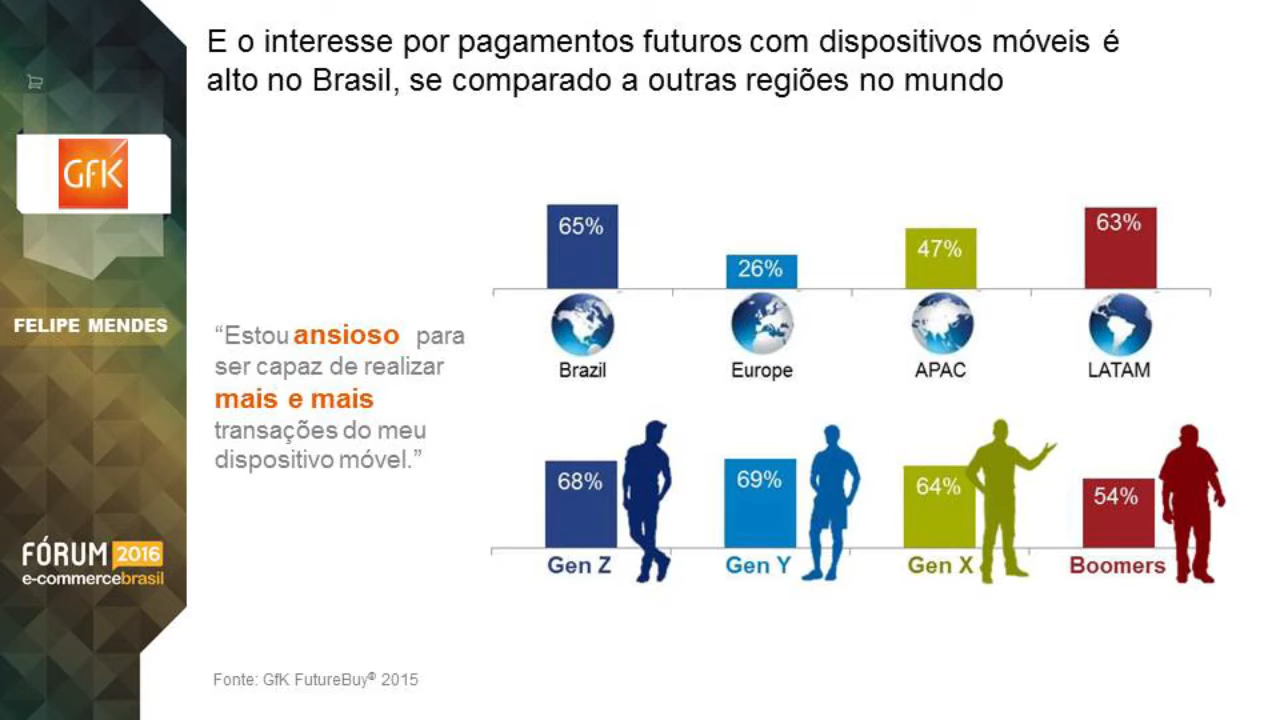 E o interesse por pagamentos futuros com dispositivos móveis é
alto no Brasil, se comparado a outras regiões no mundo
GfK
FELIPE MENDES
“Estou ansioso para
ser capaz de realizar
mais e mais
transações do meu
dispositivo móvel.”
65%
26%
47%
63%
Brazil
Europe
APAC
LATAM
68%
69%
64%
54%
Gen Z
Gen Y
Gen X
Boomers
FÓRUM 2016
e-commercebrasil
Fonte: GfK FutureBuy® 2015